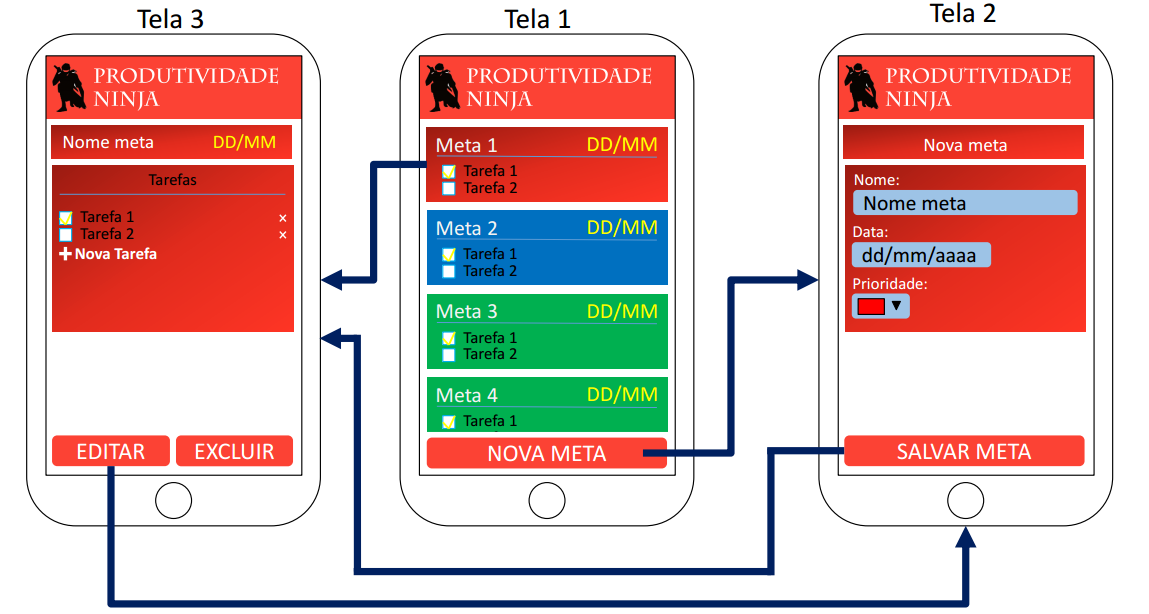 Tela 3
PRODUTIVIDADE
NINJA
Nome meta DD/MM
Tarefas
Tarefa 1 ×
Tarefa 2 ×
+Nova Tarefa
EDITAR EXCLUIR
Tela 1
PRODUTIVIDADE
NINJA
Meta 1 DD/MM
Tarefa 1
Tarefa 2
Meta 2 DD/MM
Tarefa 1
Tarefa 2
Meta 3 DD/MM
Tarefa 1
Tarefa 2
Meta 4 DD/MM
Tarefa 1
NOVA META
Tela 2
PRODUTIVIDADE
NINJA
Nova meta
Nome:
Nome meta
Data:
dd/mm/aaaa
Prioridade:
SALVAR META